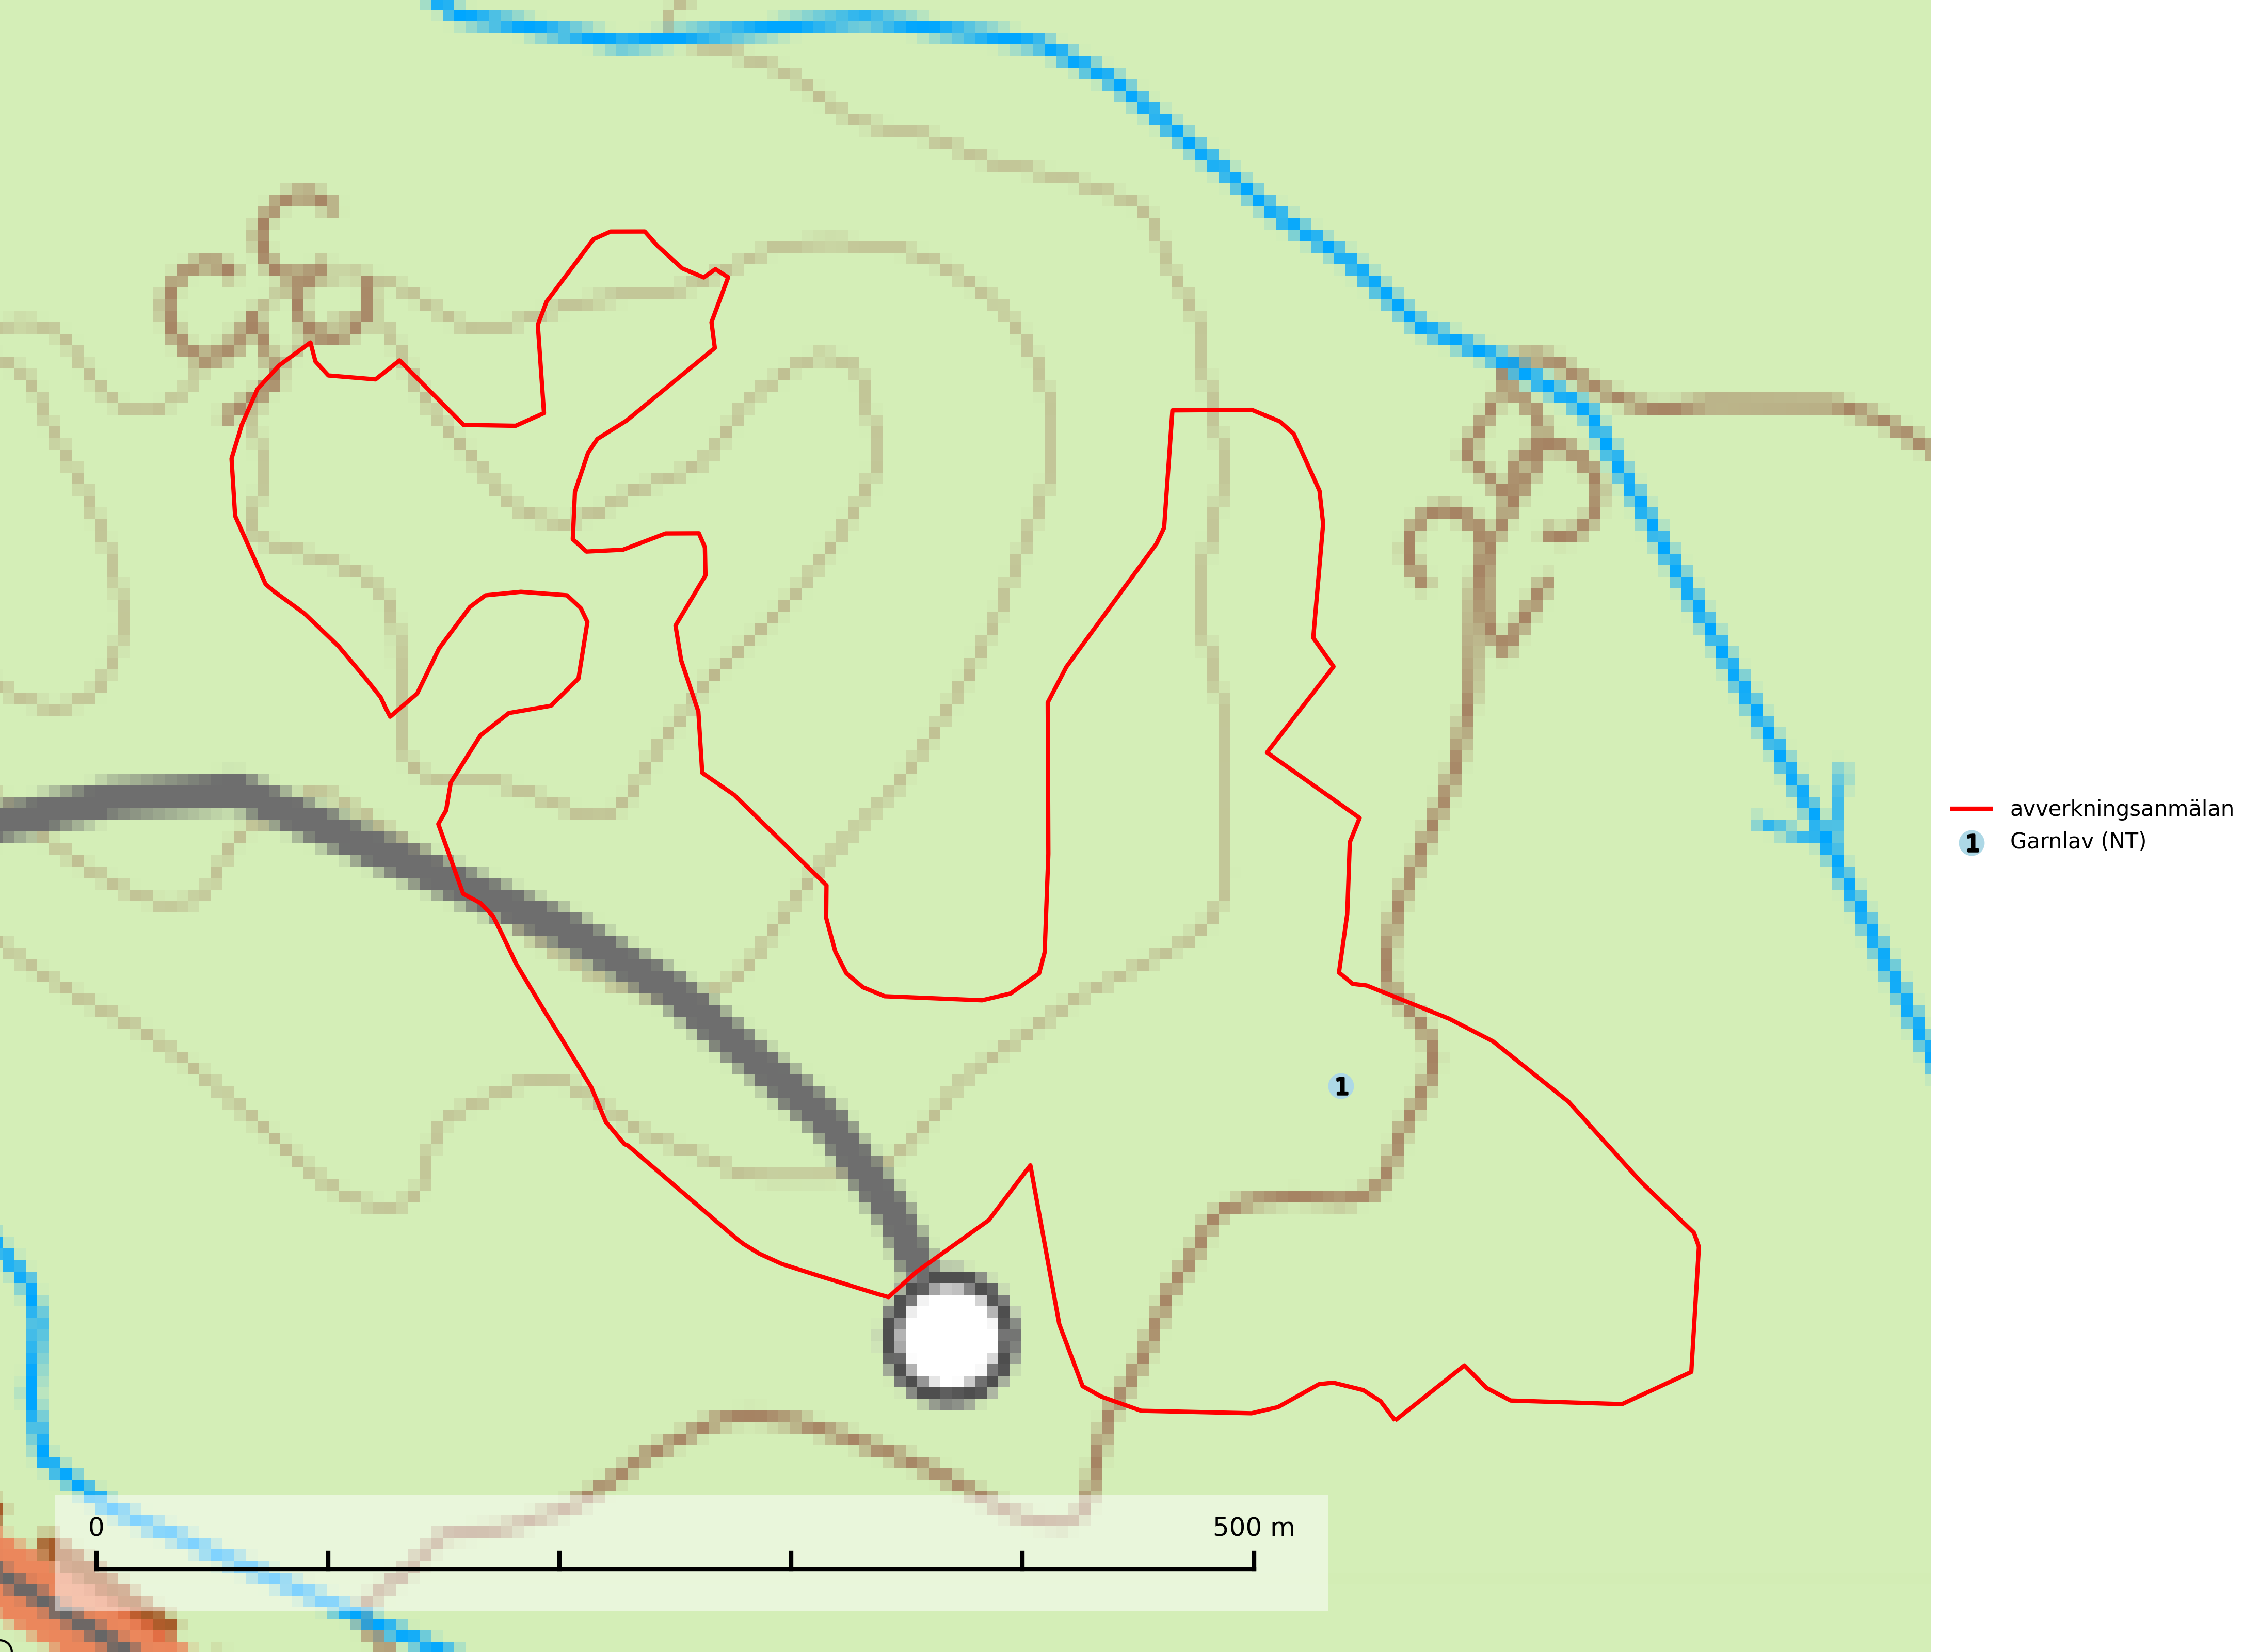 avverkningsanmälan
1 Garnlav (NT)
1
0 500 m